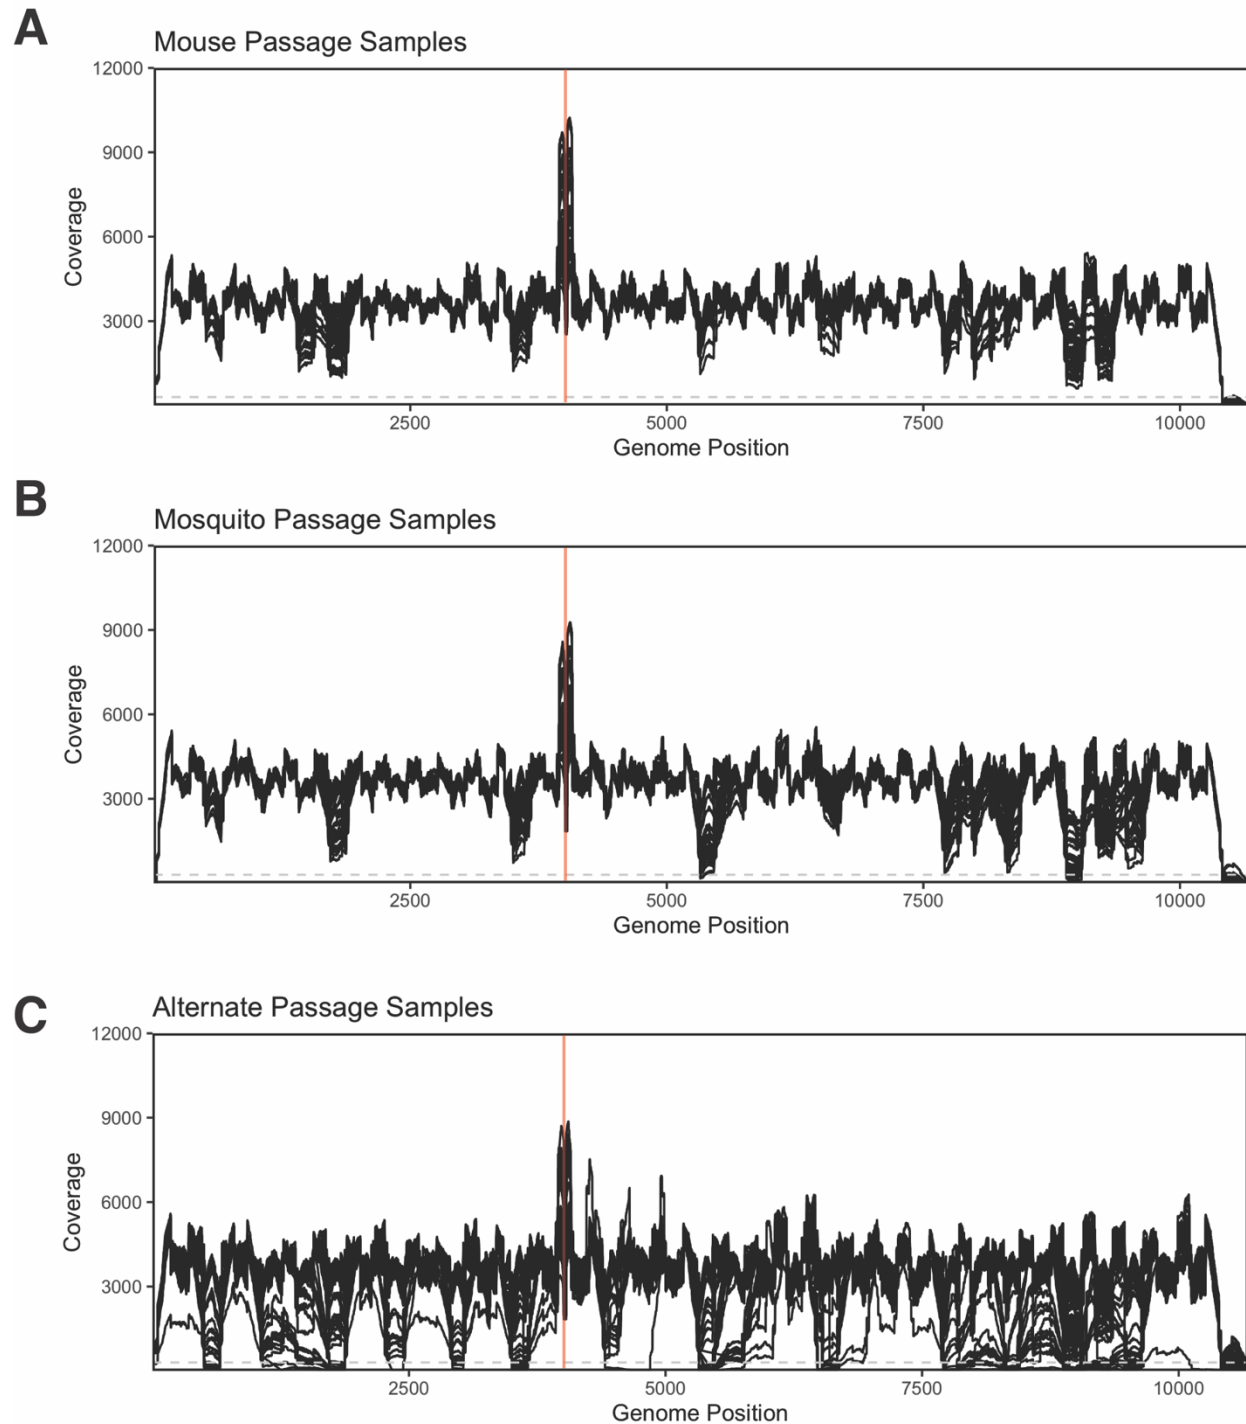 A
Mouse Passage Samples
12000
9000
6000
3000
Coverage
2500 5000 7500 10000
Genome Position
B
Mosquito Passage Samples
12000
9000
6000
3000
Coverage
2500 5000 7500 10000
Genome Position
C
Alternate Passage Samples
12000
9000
6000
3000
Coverage
2500 5000 7500 10000
Genome Position